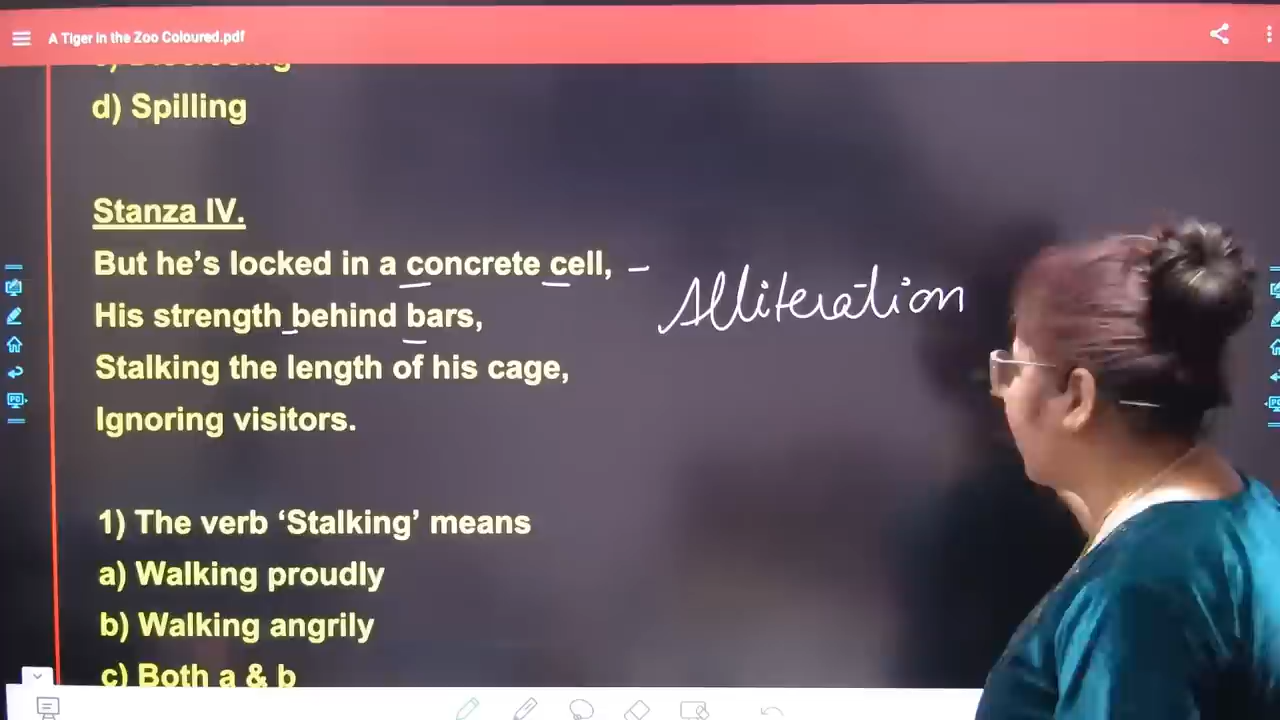 A Tiger in the Zoo Coloured.pdf
d) Spilling
Stanza IV.
But he's locked in a concrete cell, –
Alliteration
His strength behind bars,
Stalking the length of his cage,
Ignoring visitors.
1) The verb ‘Stalking’ means
a) Walking proudly
b) Walking angrily
c) Both a & b